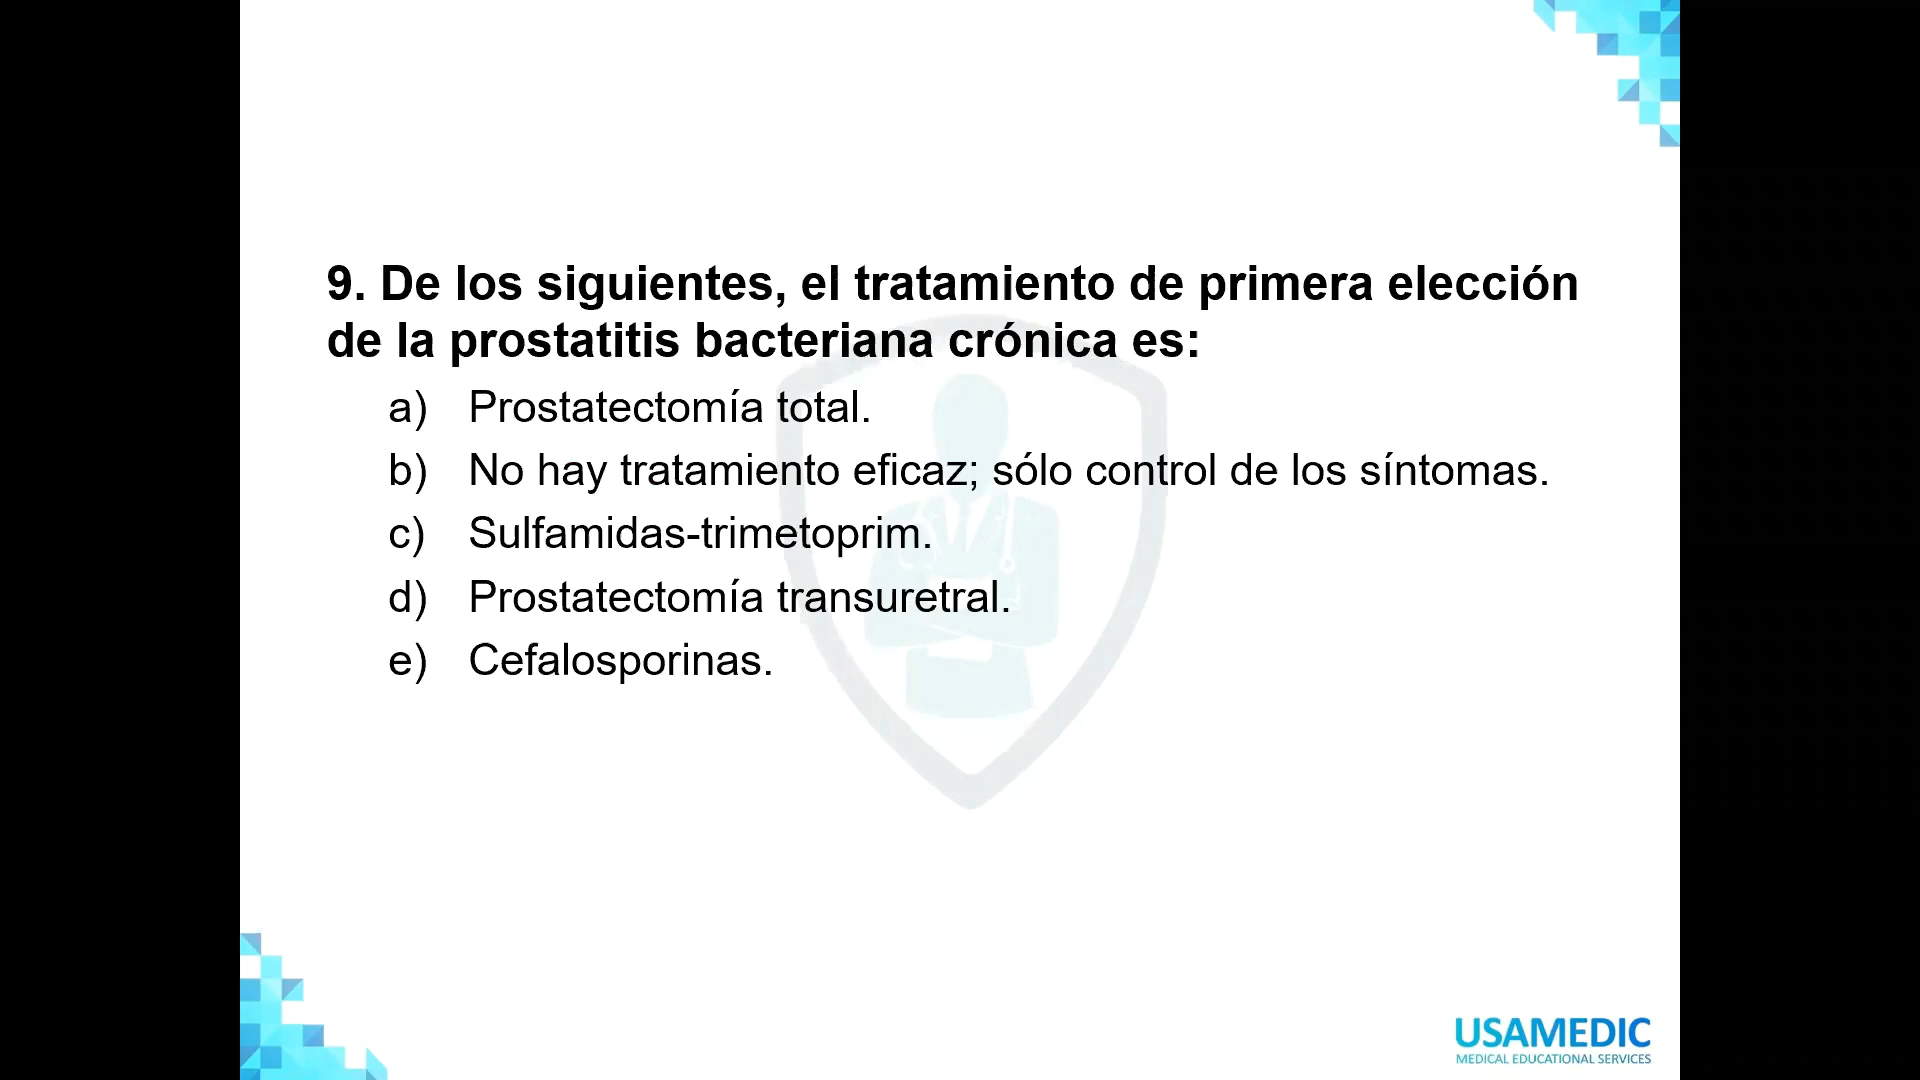 9. De los siguientes, el tratamiento de primera elección
de la prostatitis bacteriana crónica es:
a) Prostatectomía total.
b) No hay tratamiento eficaz; sólo control de los síntomas.
c) Sulfamidas-trimetoprim.
d) Prostatectomía transuretral.
e) Cefalosporinas.
USAMEDIC
MEDICAL EDUCATIONAL SERVICES